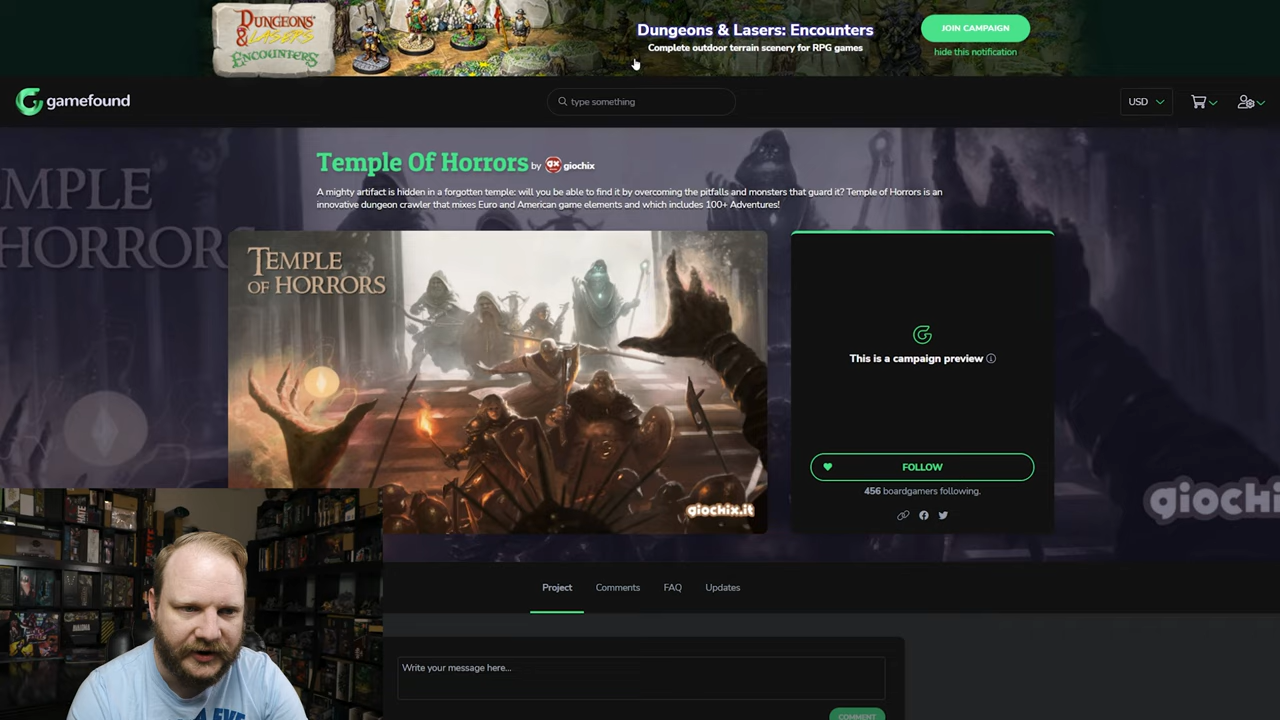 DUNGEONS
& LASERS
ENCOUNTERS
Dungeons & Lasers: Encounters
Complete outdoor terrain scenery for RPG games
JOIN CAMPAIGN
hide this notification
gamefound
type something
USD
Temple Of Horrors by gx giochix
A mighty artifact is hidden in a forgotten temple: will you be able to find it by overcoming the pitfalls and monsters that guard it? Temple of Horrors is an
innovative dungeon crawler that mixes Euro and American game elements and which includes 100+ Adventures!
MPLE
HORROR
TEMPLE
OF HORRORS
This is a campaign preview
FOLLOW
456 boardgamers following.
giochix.it
giochi
Project
Comments
FAQ
Updates
Write your message here...
COMMENT